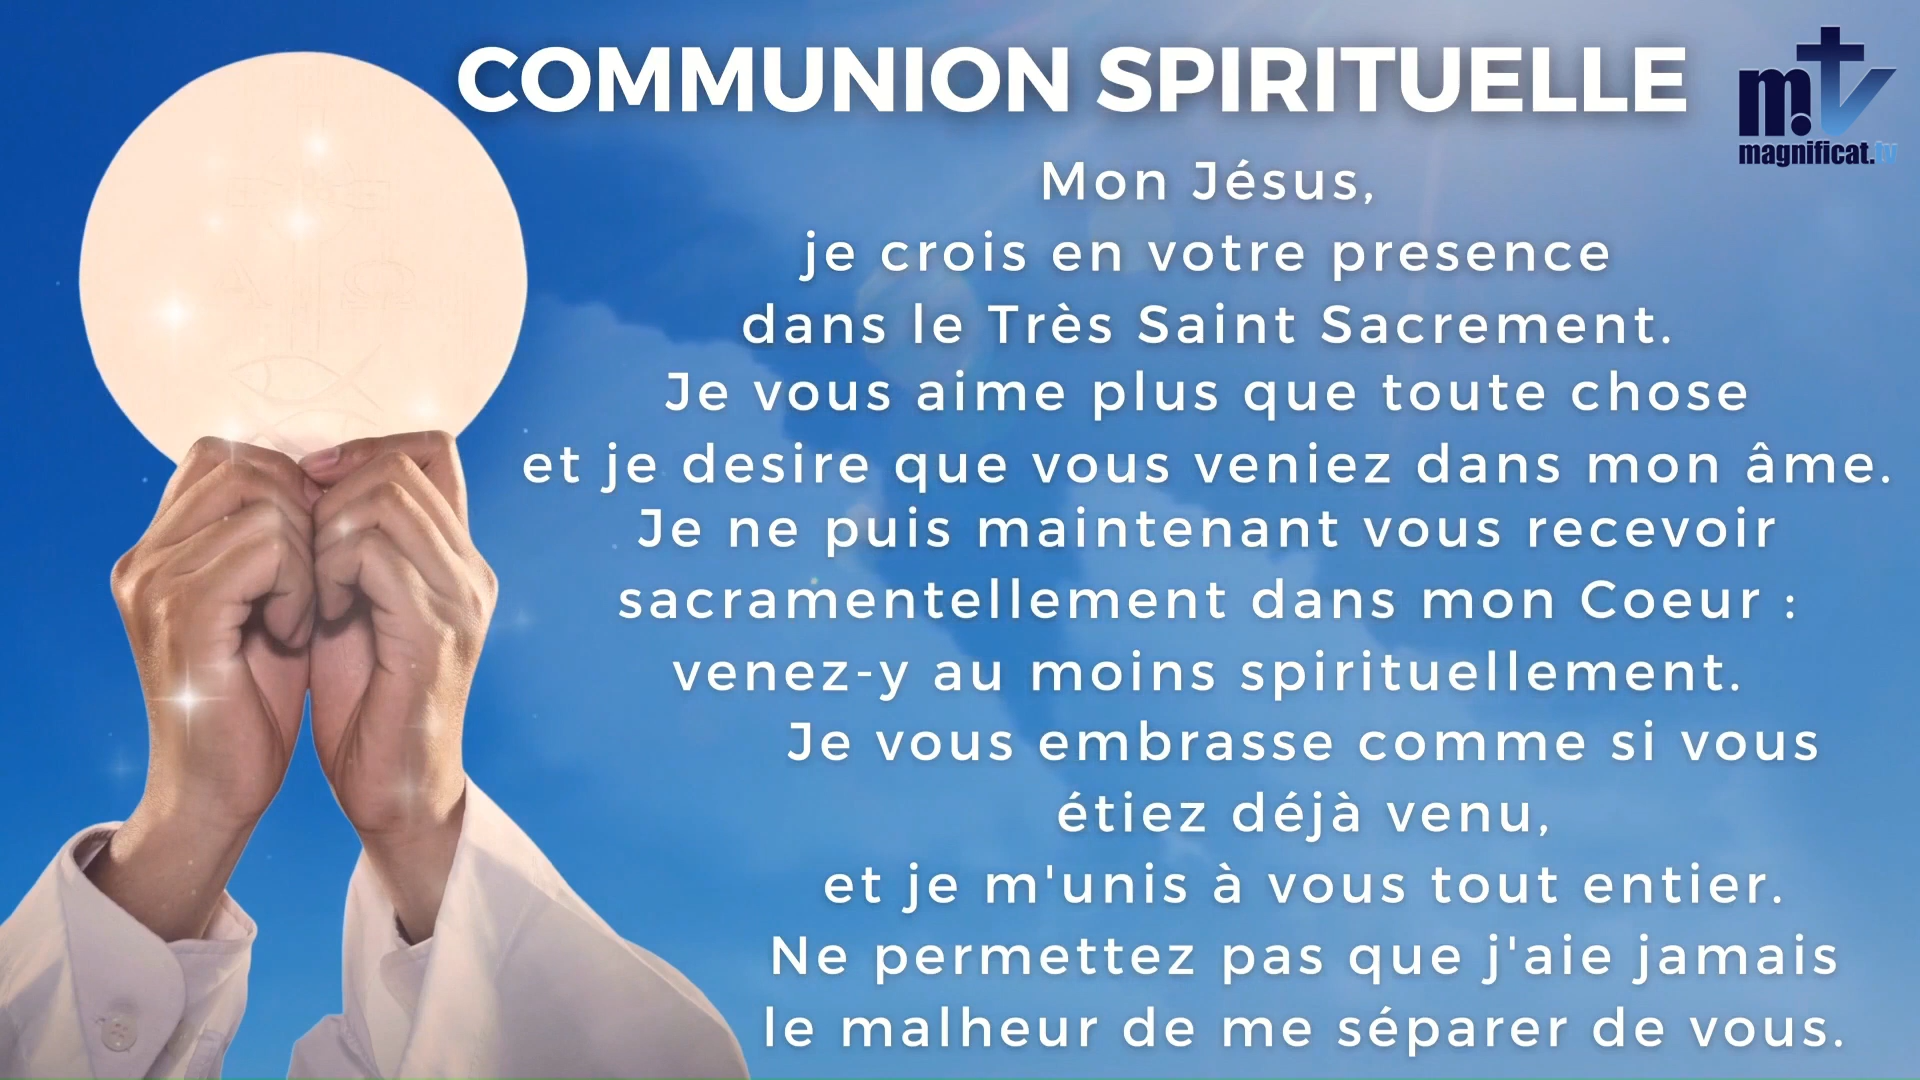 COMMUNION SPIRITUELLE
mtv
magnificat.tv
Mon Jésus,
je crois en votre presence
dans le Très Saint Sacrement.
Je vous aime plus que toute chose
et je desire que vous veniez dans mon âme.
Je ne puis maintenant vous recevoir
sacramentellement dans mon Coeur :
venez-y au moins spirituellement.
Je vous embrasse comme si vous
étiez déjà venu,
et je m'unis à vous tout entier.
Ne permettez pas que j'aie jamais
le malheur de me séparer de vous.